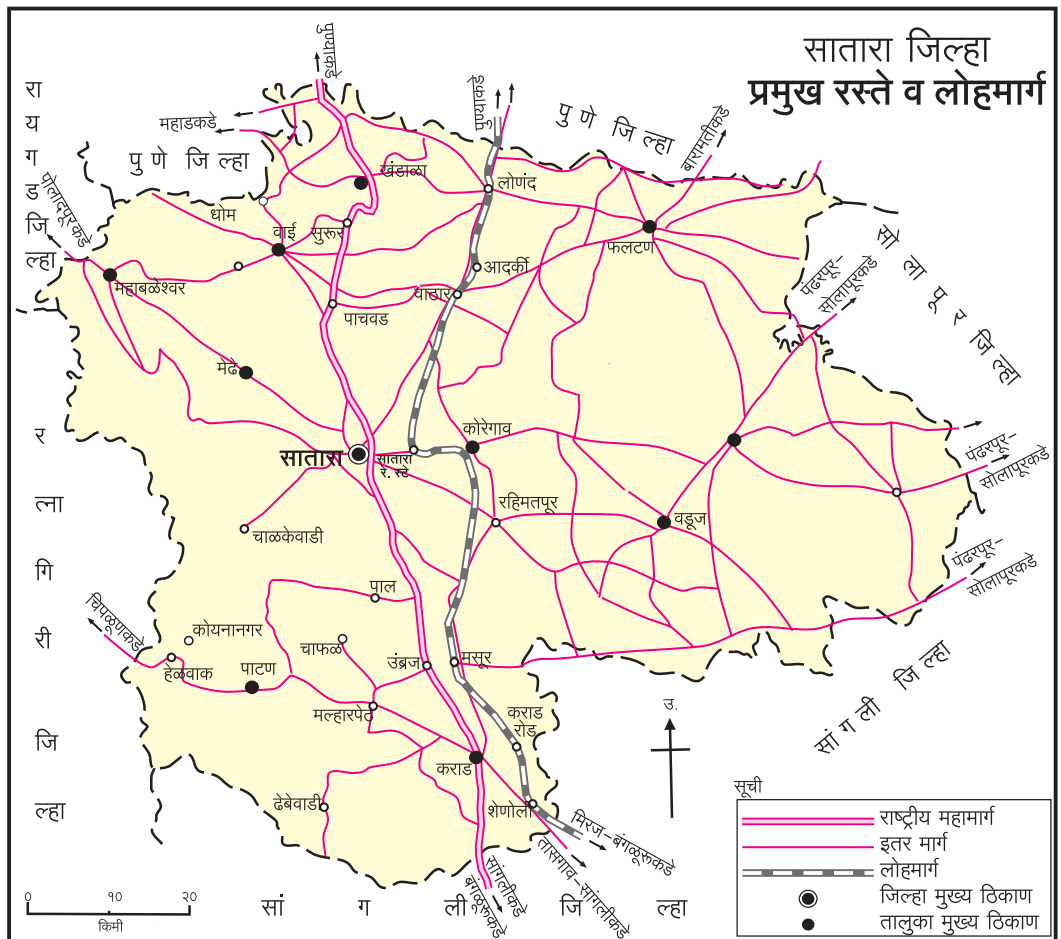 सातारा जिल्हा
प्रमुख रस्ते व लोहमार्ग
पुण्याकडे
पुण्याकडे
महाडकडे
पुणे जिल्हा
पुणे जिल्हा
बारामतीकडे
रायगड जिल्हा
पोलादपूरकडे
खंडाळा
लोणंद
धोम
वाई
सुरूर
फलटण
आदर्की
सोलापूर जिल्हा
महाबळेश्वर
वाठार
पाचवड
पंढरपूर–
सोलापूरकडे
मेढे
कोरेगाव
सातारा
सातारा
रे. स्टे
पंढरपूर–
सोलापूरकडे
रहिमतपूर
वडूज
चाळकेवाडी
पंढरपूर–
सोलापूरकडे
रत्नागिरी जिल्हा
पाल
चिपळूणकडे
कोयनानगर
चाफळ
उंब्रज
मसूर
हेळवाक
पाटण
मल्हारपेठ
कराड
रोड
कराड
सांगली जिल्हा
उ.
ढेबेवाडी
शेणोली
मिरज–बंगळूरूकडे
तासगाव–सांगलीकडे
सांगलीकडे
बंगळूरूकडे
सांगली जिल्हा
० १० २०
किमी
सूची
राष्ट्रीय महामार्ग
इतर मार्ग
लोहमार्ग
जिल्हा मुख्य ठिकाण
तालुका मुख्य ठिकाण